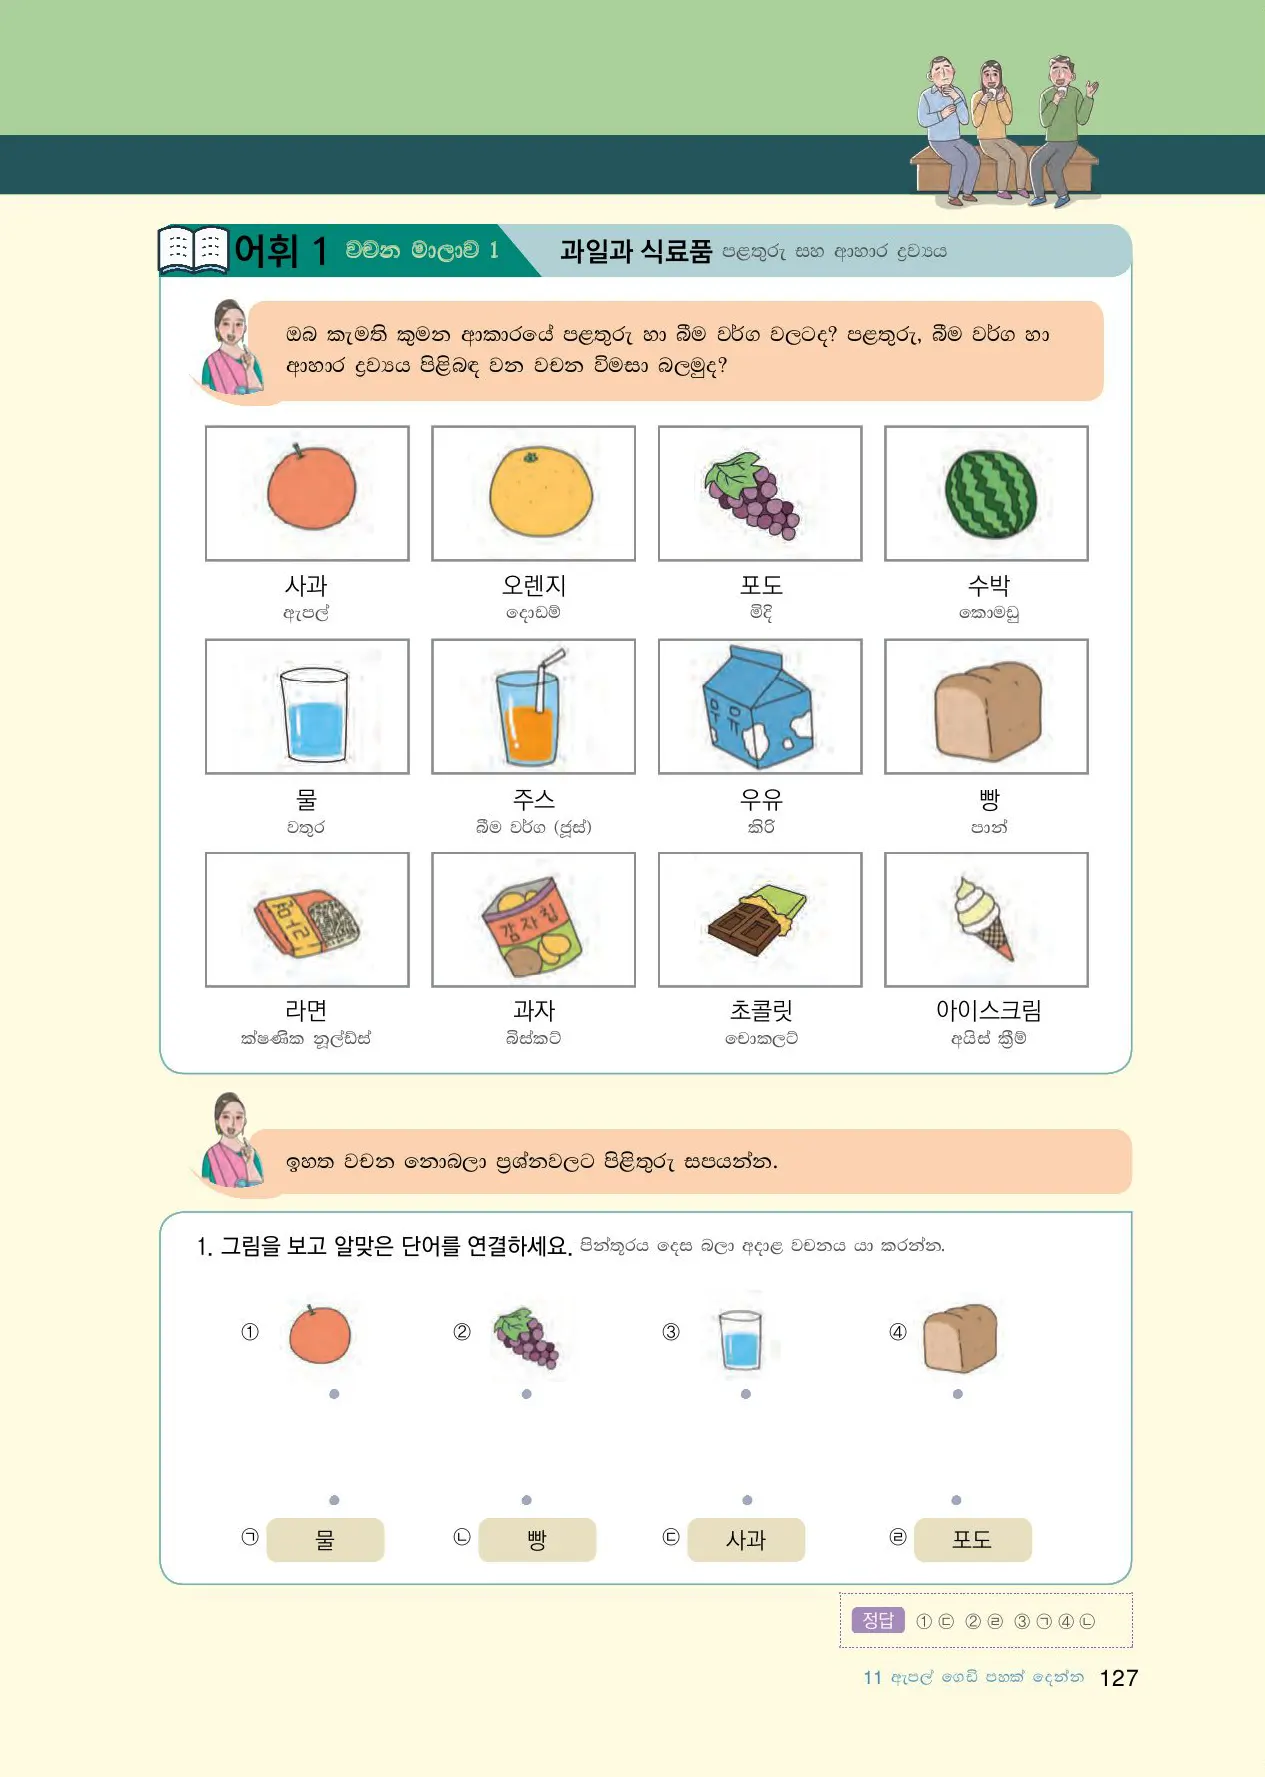 어휘 1 වචන මාලාව 1 과일과 식료품 පළතුරු සහ ආහාර ද්‍රව්‍යය
ඔබ කැමති කුමන ආකාරයේ පළතුරු හා බීම වර්ග වලටද? පළතුරු, බීම වර්ග හා
ආහාර ද්‍රව්‍යය පිළිබඳ වන වචන විමසා බලමුද?
사과 오렌지 포도 수박
ඇපල් දොඩම් මිදි කොමඩු
우유
물 주스 우유 빵
වතුර බීම වර්ග (ජූස්) කිරි පාන්
감자칩
라면 과자 초콜릿 아이스크림
ක්ෂණික නූල්ඩ්ස් බිස්කට් චොකලට් අයිස් ක්‍රීම්
ඉහත වචන නොබලා ප්‍රශ්නවලට පිළිතුරු සපයන්න.
1. 그림을 보고 알맞은 단어를 연결하세요. පින්තූරය දෙස බලා අදාළ වචනය යා කරන්න.
① ② ③ ④
㉠ 물 ㉡ 빵 ㉢ 사과 ㉣ 포도
정답 ① ㉢ ② ㉣ ③ ㉠ ④ ㉡
11 ඇපල් ගෙඩි පහක් දෙන්න 127